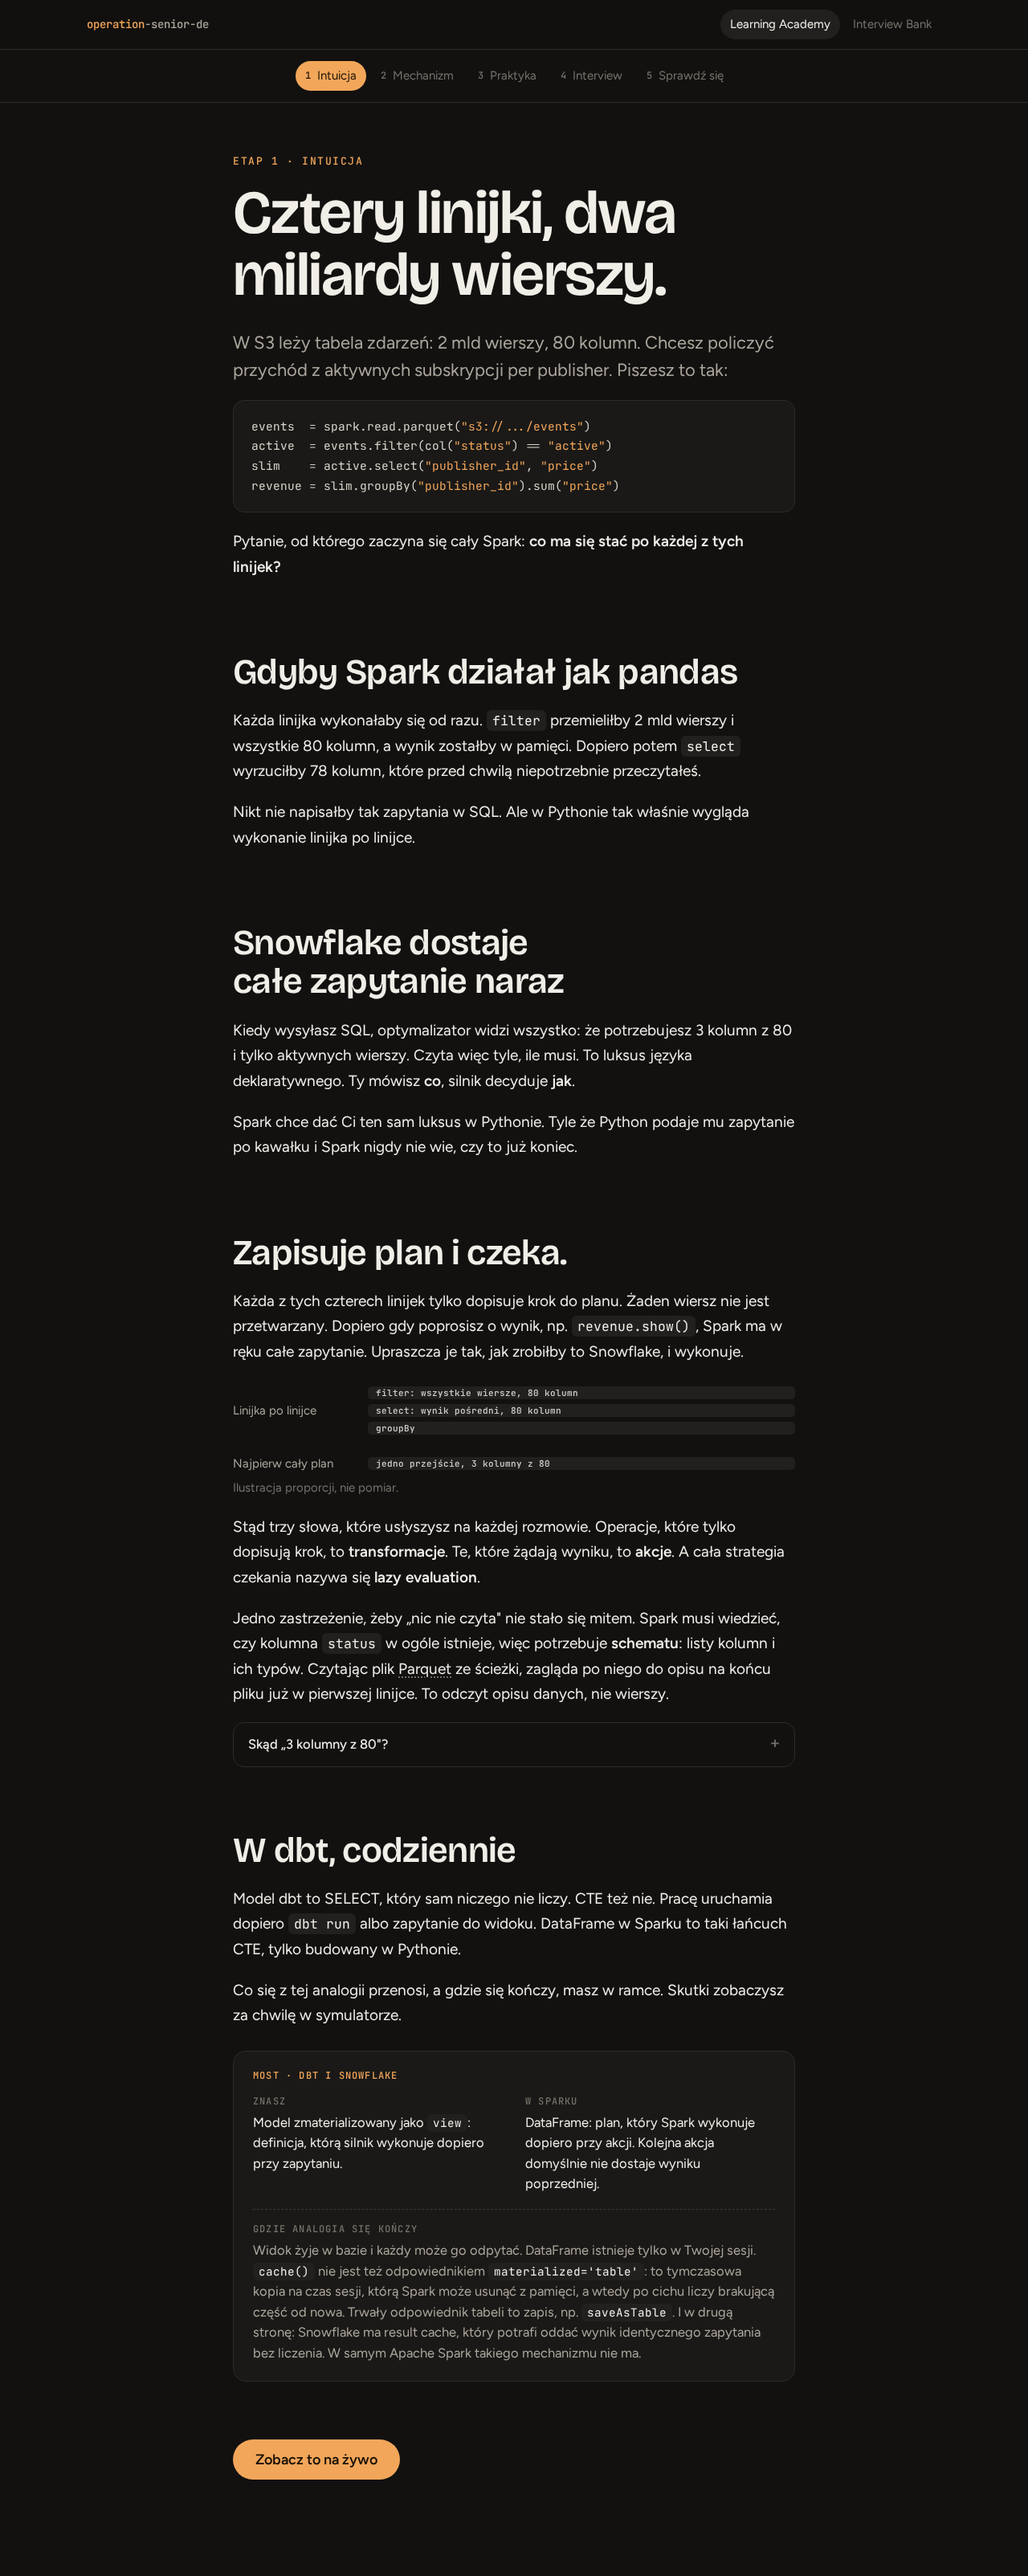 operation-senior-de
Learning Academy
Interview Bank
1 Intuicja
2 Mechanizm
3 Praktyka
4 Interview
5 Sprawdź się
ETAP 1 · INTUICJA
Cztery linijki, dwa
miliardy wierszy.
W S3 leży tabela zdarzeń: 2 mld wierszy, 80 kolumn. Chcesz policzyć
przychód z aktywnych subskrypcji per publisher. Piszesz to tak:
events  = spark.read.parquet("s3://.../events")
active  = events.filter(col("status") == "active")
slim    = active.select("publisher_id", "price")
revenue = slim.groupBy("publisher_id").sum("price")
Pytanie, od którego zaczyna się cały Spark: co ma się stać po każdej z tych
linijek?
Gdyby Spark działał jak pandas
Każda linijka wykonałaby się od razu. filter przemieliłby 2 mld wierszy i
wszystkie 80 kolumn, a wynik zostałby w pamięci. Dopiero potem select
wyrzuciłby 78 kolumn, które przed chwilą niepotrzebnie przeczytałeś.
Nikt nie napisałby tak zapytania w SQL. Ale w Pythonie tak właśnie wygląda
wykonanie linijka po linijce.
Snowflake dostaje
całe zapytanie naraz
Kiedy wysyłasz SQL, optymalizator widzi wszystko: że potrzebujesz 3 kolumn z 80
i tylko aktywnych wierszy. Czyta więc tyle, ile musi. To luksus języka
deklaratywnego. Ty mówisz co, silnik decyduje jak.
Spark chce dać Ci ten sam luksus w Pythonie. Tyle że Python podaje mu zapytanie
po kawałku i Spark nigdy nie wie, czy to już koniec.
Zapisuje plan i czeka.
Każda z tych czterech linijek tylko dopisuje krok do planu. Żaden wiersz nie jest
przetwarzany. Dopiero gdy poprosisz o wynik, np. revenue.show(), Spark ma w
ręku całe zapytanie. Upraszcza je tak, jak zrobiłby to Snowflake, i wykonuje.
filter: wszystkie wiersze, 80 kolumn
Linijka po linijce
select: wynik pośredni, 80 kolumn
groupBy
Najpierw cały plan
jedno przejście, 3 kolumny z 80
Ilustracja proporcji, nie pomiar.
Stąd trzy słowa, które usłyszysz na każdej rozmowie. Operacje, które tylko
dopisują krok, to transformacje. Te, które żądają wyniku, to akcje. A cała strategia
czekania nazywa się lazy evaluation.
Jedno zastrzeżenie, żeby „nic nie czyta" nie stało się mitem. Spark musi wiedzieć,
czy kolumna status w ogóle istnieje, więc potrzebuje schematu: listy kolumn i
ich typów. Czytając plik Parquet ze ścieżki, zagląda po niego do opisu na końcu
pliku już w pierwszej linijce. To odczyt opisu danych, nie wierszy.
Skąd „3 kolumny z 80"?
+
W dbt, codziennie
Model dbt to SELECT, który sam niczego nie liczy. CTE też nie. Pracę uruchamia
dopiero dbt run albo zapytanie do widoku. DataFrame w Sparku to taki łańcuch
CTE, tylko budowany w Pythonie.
Co się z tej analogii przenosi, a gdzie się kończy, masz w ramce. Skutki zobaczysz
za chwilę w symulatorze.
MOST · DBT I SNOWFLAKE
ZNASZ
Model zmaterializowany jako view:
definicja, którą silnik wykonuje dopiero
przy zapytaniu.
W SPARKU
DataFrame: plan, który Spark wykonuje
dopiero przy akcji. Kolejna akcja
domyślnie nie dostaje wyniku
poprzedniej.
GDZIE ANALOGIA SIĘ KOŃCZY
Widok żyje w bazie i każdy może go odpytać. DataFrame istnieje tylko w Twojej sesji.
cache() nie jest też odpowiednikiem materialized='table': to tymczasowa
kopia na czas sesji, którą Spark może usunąć z pamięci, a wtedy po cichu liczy brakującą
część od nowa. Trwały odpowiednik tabeli to zapis, np. saveAsTable. I w drugą
stronę: Snowflake ma result cache, który potrafi oddać wynik identycznego zapytania
bez liczenia. W samym Apache Spark takiego mechanizmu nie ma.
Zobacz to na żywo